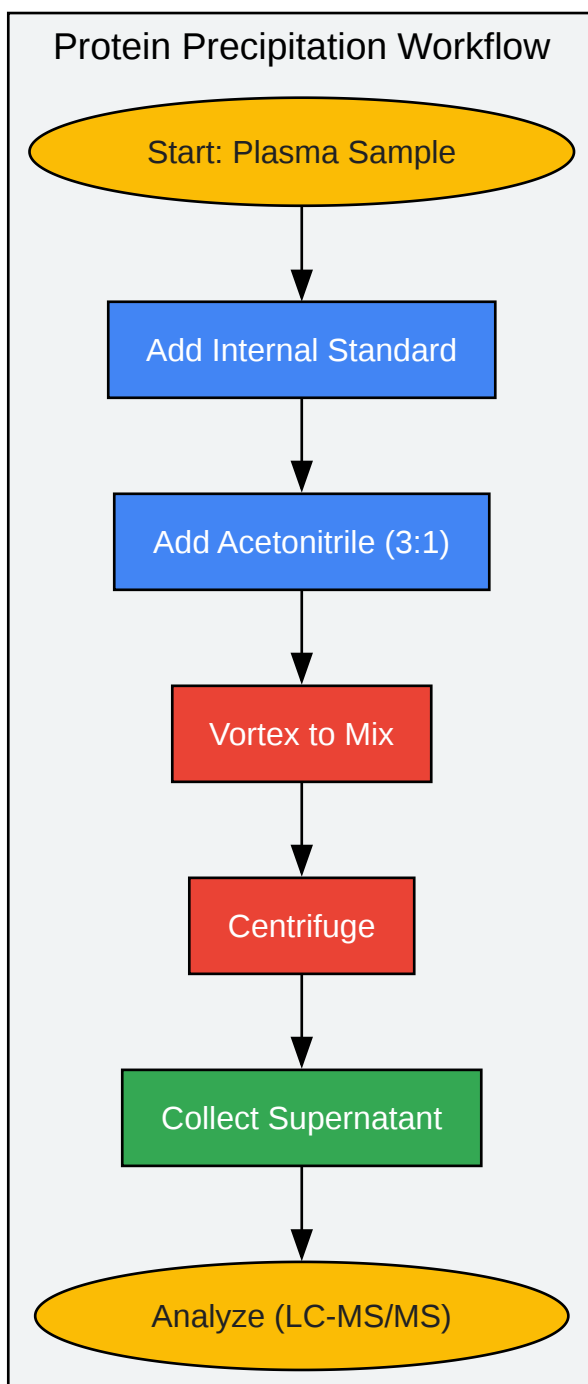 Protein Precipitation Workflow
Start: Plasma Sample
Add Internal Standard
Add Acetonitrile (3:1)
Vortex to Mix
Centrifuge
Collect Supernatant
Analyze (LC-MS/MS)